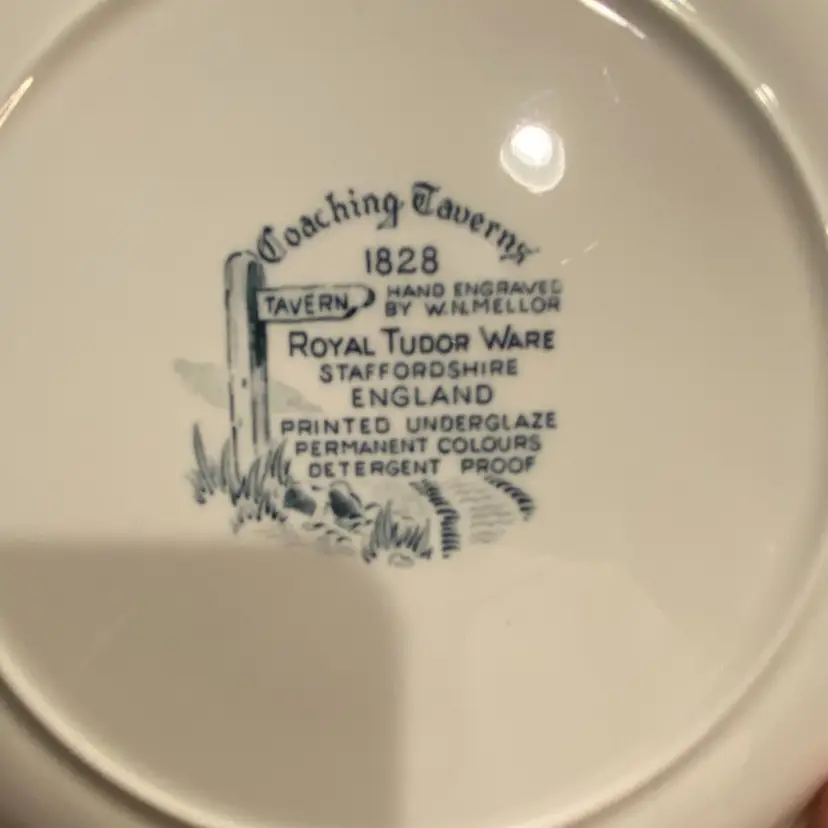 Coaching Taverns
1828
TAVERN
HAND ENGRAVED
BY W.N.MELLOR
ROYAL TUDOR WARE
STAFFORDSHIRE
ENGLAND
PRINTED UNDERGLAZE
PERMANENT COLOURS
DETERGENT PROOF